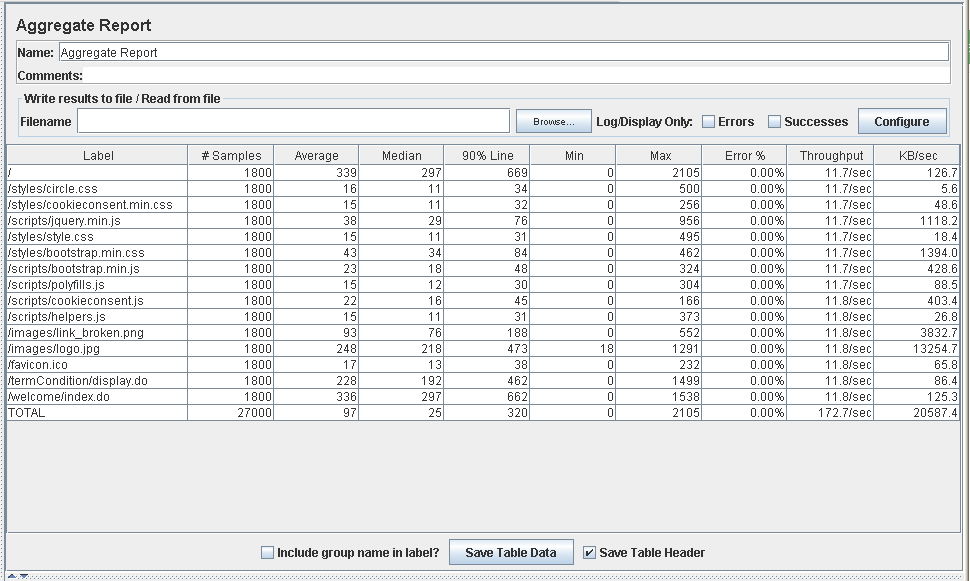 Aggregate Report
Name: Aggregate Report
Comments:
Write results to file / Read from file
Filename Browse... Log/Display Only: Errors Successes Configure
Label # Samples Average Median 90% Line Min Max Error % Throughput KB/sec
/ 1800 339 297 669 0 2105 0.00% 11.7/sec 126.7
/styles/circle.css 1800 16 11 34 0 500 0.00% 11.7/sec 5.6
/styles/cookieconsent.min.css 1800 15 11 32 0 256 0.00% 11.7/sec 48.6
/scripts/jquery.min.js 1800 38 29 76 0 956 0.00% 11.7/sec 1118.2
/styles/style.css 1800 15 11 31 0 495 0.00% 11.7/sec 18.4
/styles/bootstrap.min.css 1800 43 34 84 0 462 0.00% 11.7/sec 1394.0
/scripts/bootstrap.min.js 1800 23 18 48 0 324 0.00% 11.7/sec 428.6
/scripts/polyfills.js 1800 15 12 30 0 304 0.00% 11.7/sec 88.5
/scripts/cookieconsent.js 1800 22 16 45 0 166 0.00% 11.8/sec 403.4
/scripts/helpers.js 1800 15 11 31 0 373 0.00% 11.8/sec 26.8
/images/link_broken.png 1800 93 76 188 0 552 0.00% 11.8/sec 3832.7
/images/logo.jpg 1800 248 218 473 18 1291 0.00% 11.8/sec 13254.7
/favicon.ico 1800 17 13 38 0 232 0.00% 11.8/sec 65.8
/termCondition/display.do 1800 228 192 462 0 1499 0.00% 11.8/sec 86.4
/welcome/index.do 1800 336 297 662 0 1538 0.00% 11.8/sec 125.3
TOTAL 27000 97 25 320 0 2105 0.00% 172.7/sec 20587.4
Include group name in label? Save Table Data Save Table Header